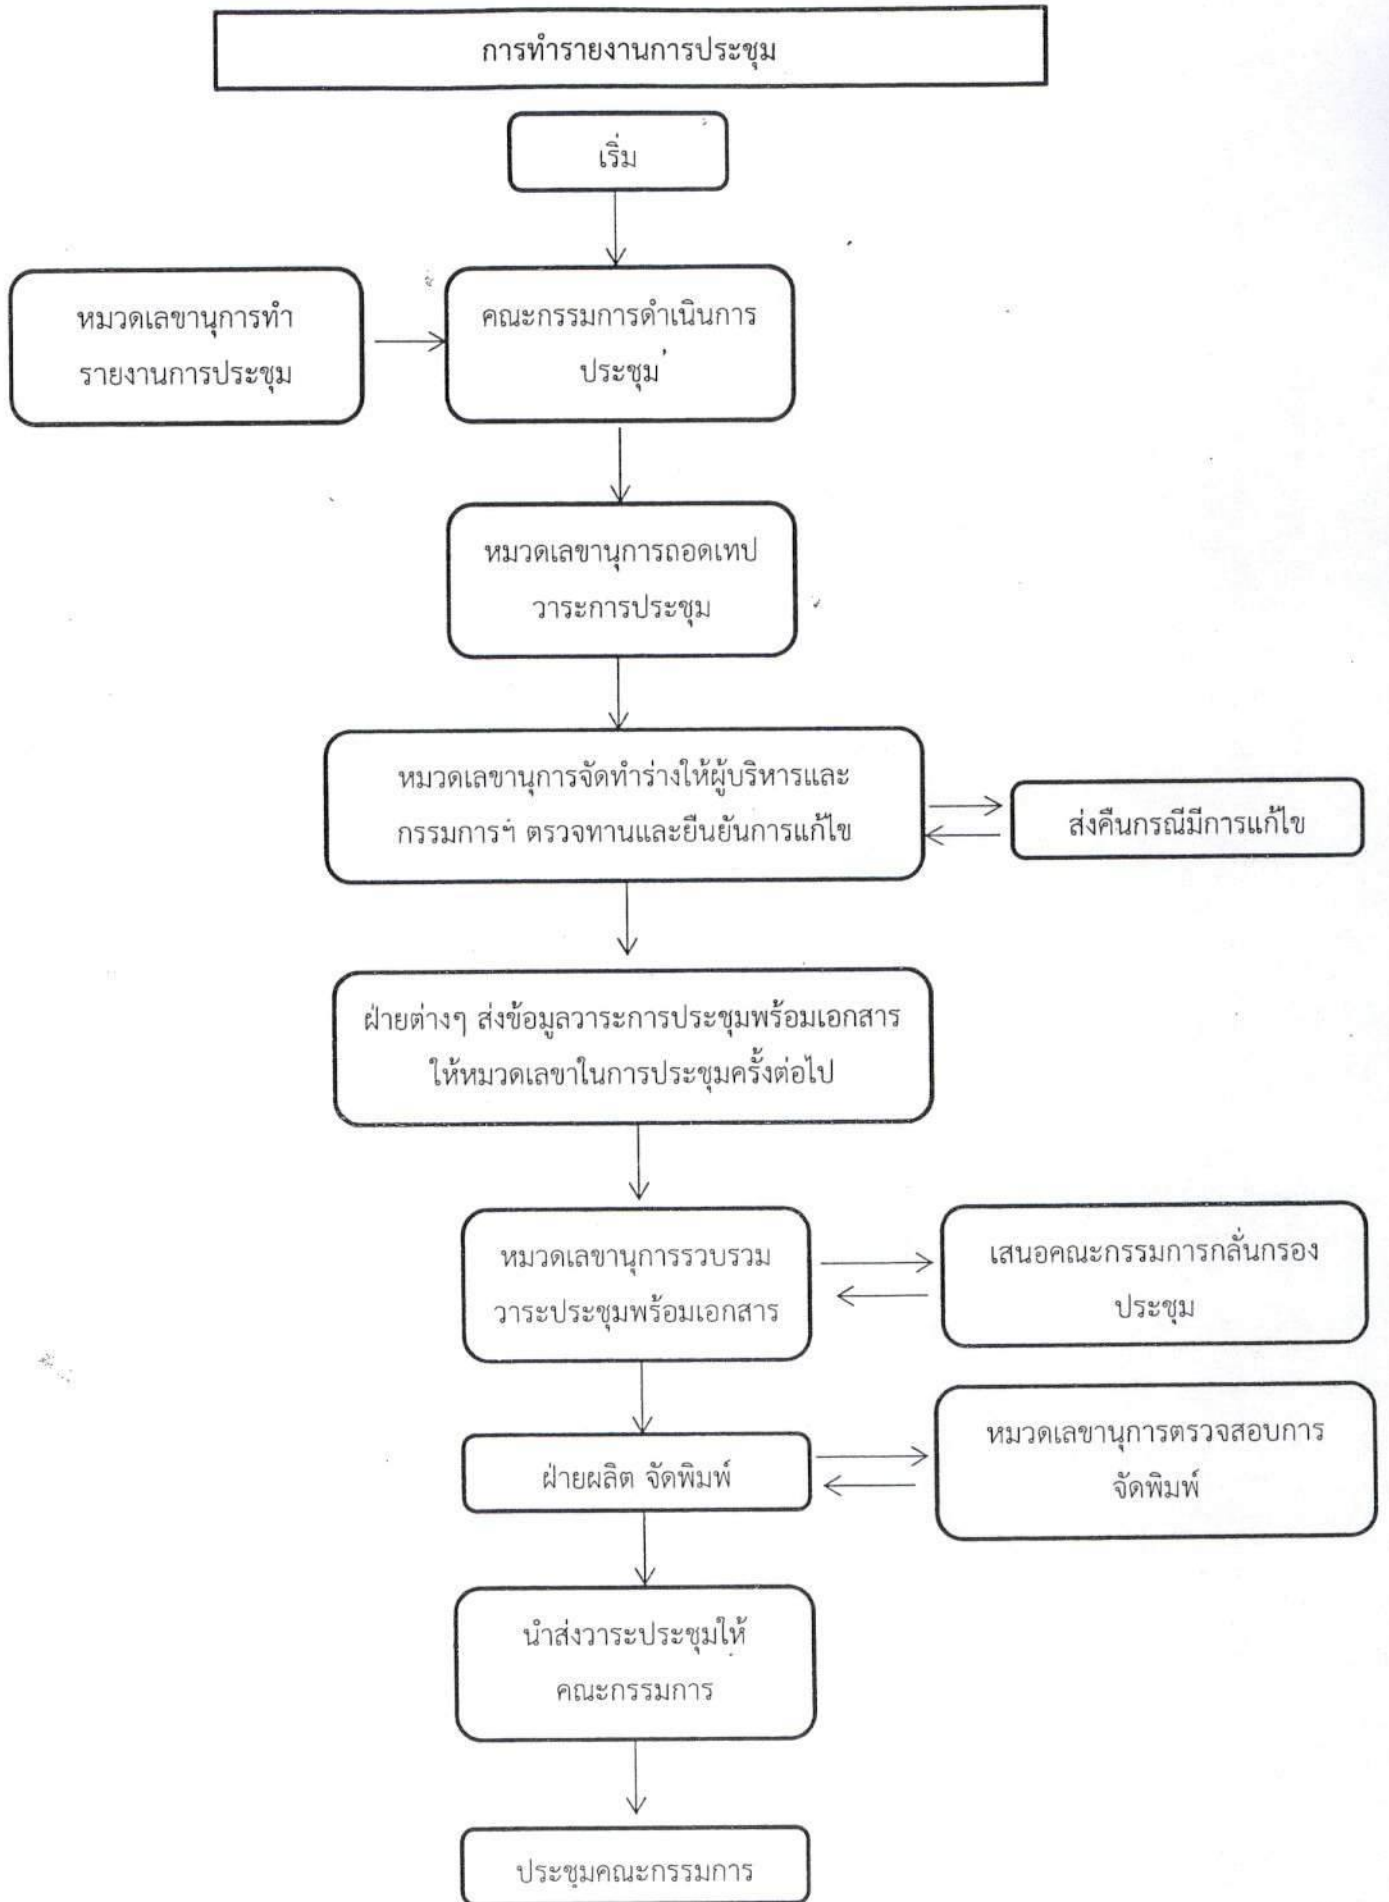 การทำรายงานการประชุม
เริ่ม
หมวดเลขานุการทำ
รายงานการประชุม
คณะกรรมการดำเนินการ
ประชุม
หมวดเลขานุการถอดเทป
วาระการประชุม
หมวดเลขานุการจัดทำร่างให้ผู้บริหารและ
กรรมการฯ ตรวจทานและยืนยันการแก้ไข
ส่งคืนกรณีมีการแก้ไข
ฝ่ายต่างๆ ส่งข้อมูลวาระการประชุมพร้อมเอกสาร
ให้หมวดเลขาในการประชุมครั้งต่อไป
หมวดเลขานุการรวบรวม
วาระประชุมพร้อมเอกสาร
เสนอคณะกรรมการกลั่นกรอง
ประชุม
ฝ่ายผลิต จัดพิมพ์
หมวดเลขานุการตรวจสอบการ
จัดพิมพ์
นำส่งวาระประชุมให้
คณะกรรมการ
ประชุมคณะกรรมการ